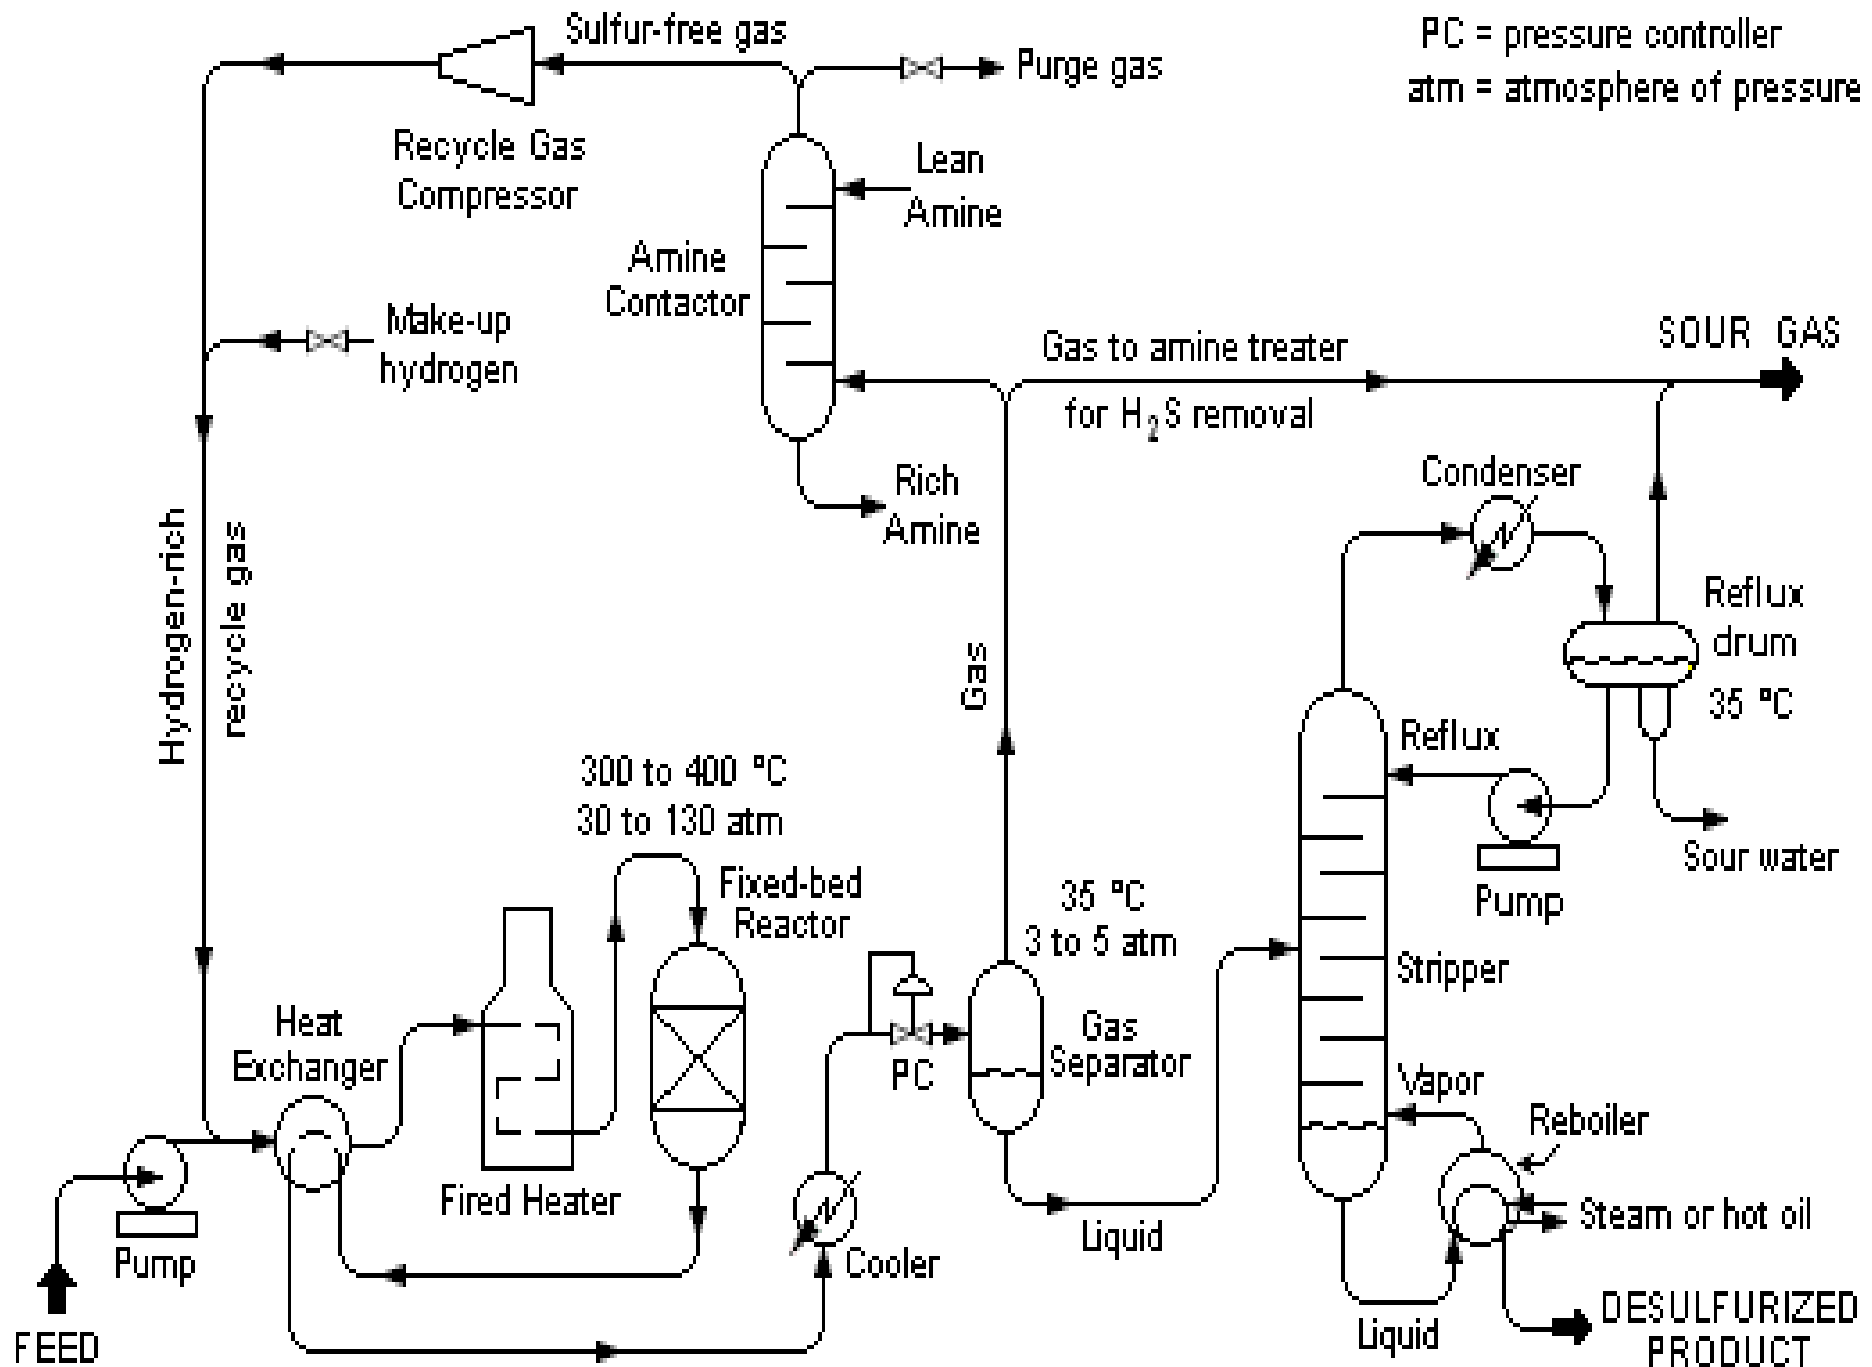 Sulfur-free gas
Purge gas
PC = pressure controller
atm = atmosphere of pressure
Recycle Gas
Compressor
Lean
Amine
Amine
Contactor
Make-up
hydrogen
Gas to amine treater
for H₂S removal
SOUR GAS
Rich
Amine
Condenser
Hydrogen-rich
recycle gas
Gas
Reflux
drum
35 ºC
Reflux
Pump
Sour water
300 to 400 ºC
30 to 130 atm
Fixed-bed
Reactor
35 ºC
3 to 5 atm
Gas
Separator
PC
Stripper
Vapor
Reboiler
Heat
Exchanger
Fired Heater
Pump
Cooler
Liquid
Steam or hot oil
FEED
Liquid
DESULFURIZED
PRODUCT